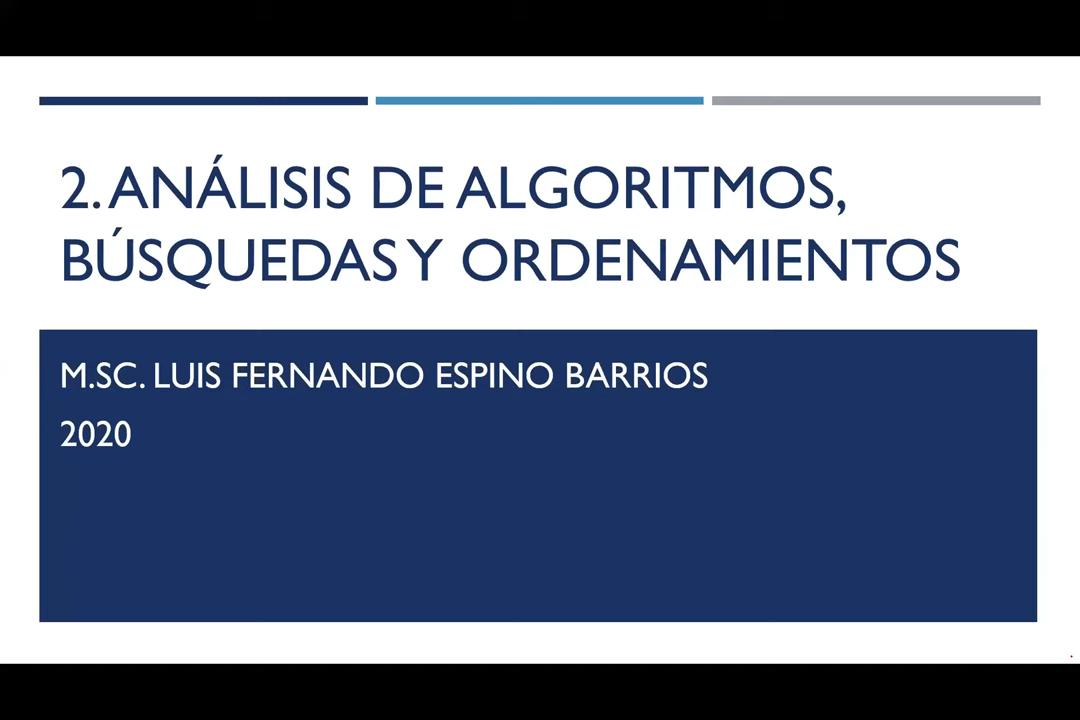 2. ANÁLISIS DE ALGORITMOS,
BÚSQUEDAS Y ORDENAMIENTOS
M.SC. LUIS FERNANDO ESPINO BARRIOS
2020